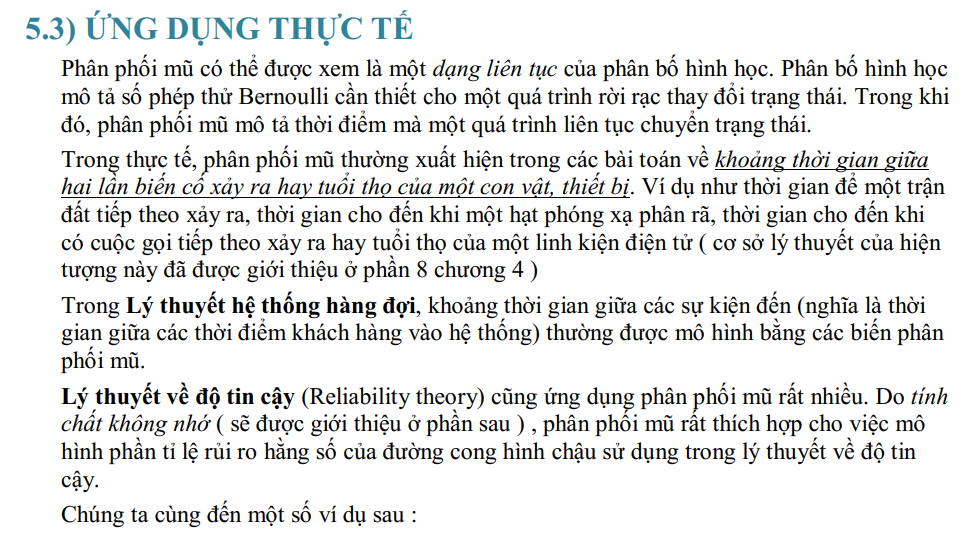 5.3) ỨNG DỤNG THỰC TẾ
Phân phối mũ có thể được xem là một dạng liên tục của phân bố hình học. Phân bố hình học
mô tả số phép thử Bernoulli cần thiết cho một quá trình rời rạc thay đổi trạng thái. Trong khi
đó, phân phối mũ mô tả thời điểm mà một quá trình liên tục chuyển trạng thái.
Trong thực tế, phân phối mũ thường xuất hiện trong các bài toán về khoảng thời gian giữa
hai lần biến cố xảy ra hay tuổi thọ của một con vật, thiết bị. Ví dụ như thời gian để một trận
đất tiếp theo xảy ra, thời gian cho đến khi một hạt phóng xạ phân rã, thời gian cho đến khi
có cuộc gọi tiếp theo xảy ra hay tuổi thọ của một linh kiện điện tử ( cơ sở lý thuyết của hiện
tượng này đã được giới thiệu ở phần 8 chương 4 )
Trong Lý thuyết hệ thống hàng đợi, khoảng thời gian giữa các sự kiện đến (nghĩa là thời
gian giữa các thời điểm khách hàng vào hệ thống) thường được mô hình bằng các biến phân
phối mũ.
Lý thuyết về độ tin cậy (Reliability theory) cũng ứng dụng phân phối mũ rất nhiều. Do tính
chất không nhớ ( sẽ được giới thiệu ở phần sau ) , phân phối mũ rất thích hợp cho việc mô
hình phần tỉ lệ rủi ro hằng số của đường cong hình chậu sử dụng trong lý thuyết về độ tin
cậy.
Chúng ta cùng đến một số ví dụ sau :